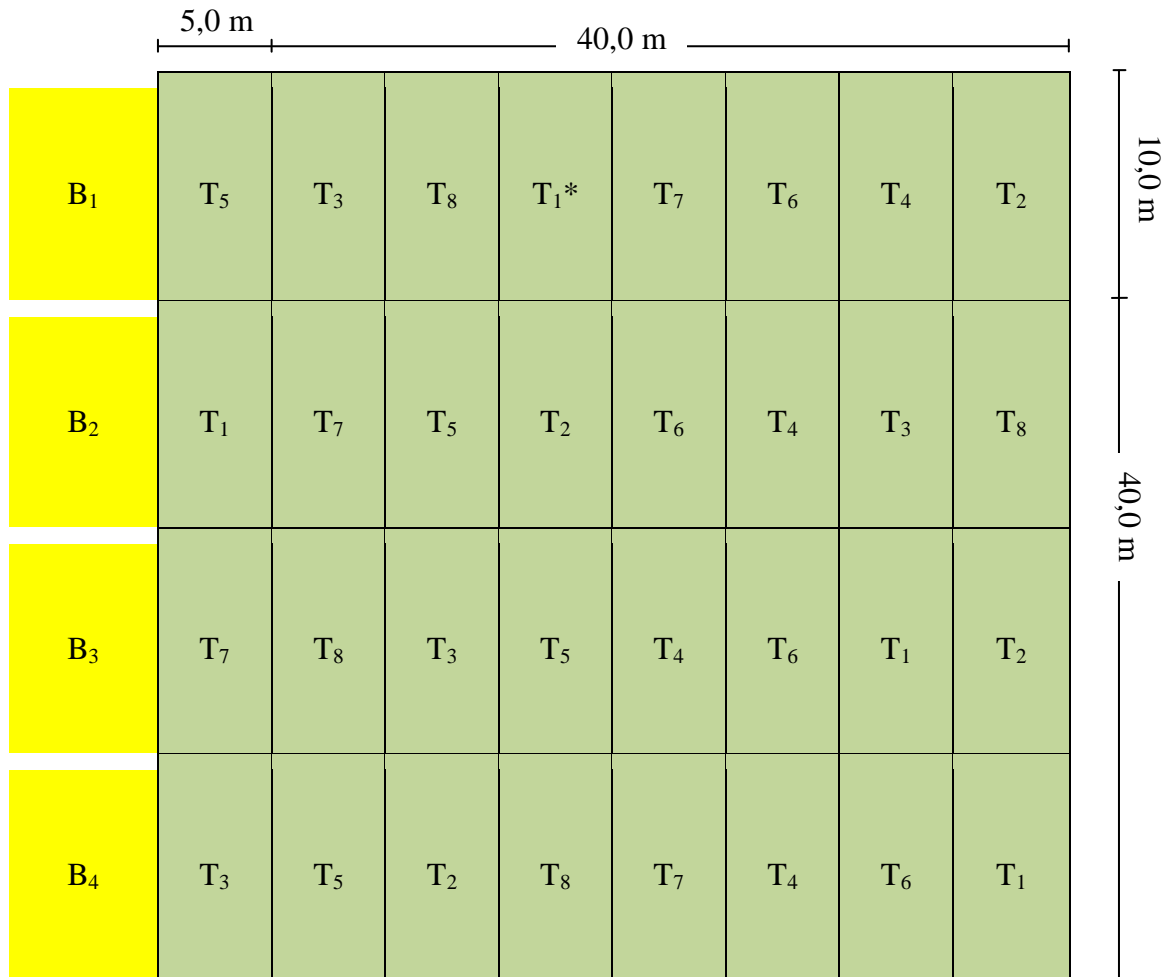 5,0 m
40,0 m
10,0 m
B₁ T₅ T₃ T₈ T₁* T₇ T₆ T₄ T₂
B₂ T₁ T₇ T₅ T₂ T₆ T₄ T₃ T₈
40,0 m
B₃ T₇ T₈ T₃ T₅ T₄ T₆ T₁ T₂
B₄ T₃ T₅ T₂ T₈ T₇ T₄ T₆ T₁